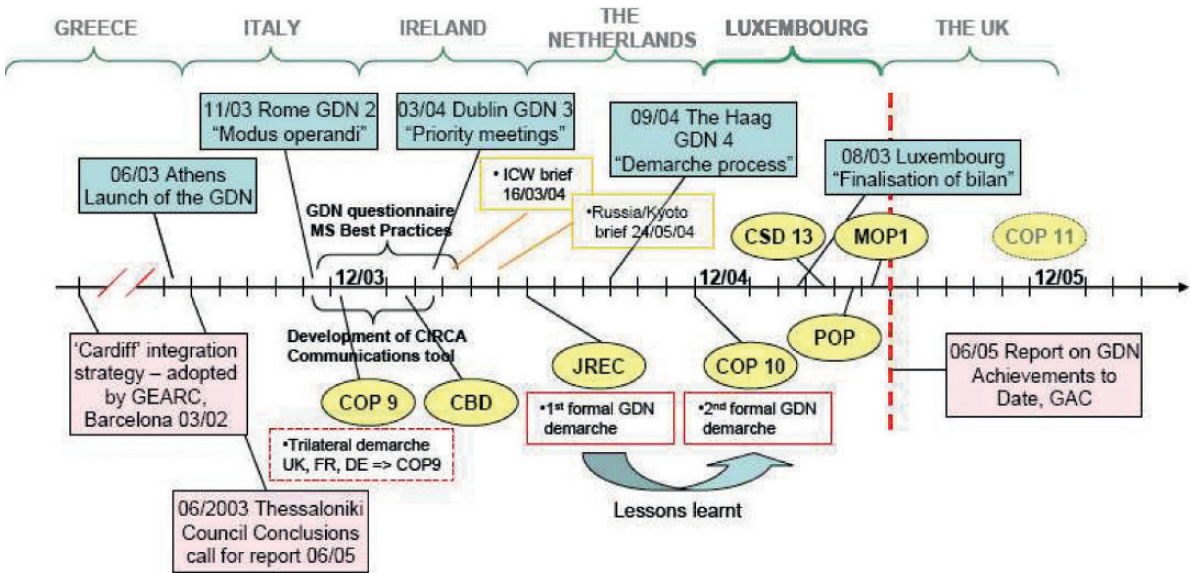 GREECE
ITALY
IRELAND
THE
NETHERLANDS
LUXEMBOURG
THE UK
11/03 Rome GDN 2
“Modus operandi”
03/04 Dublin GDN 3
“Priority meetings”
09/04 The Haag
GDN 4
“Demarche process”
08/03 Luxembourg
“Finalisation of bilan”
06/03 Athens
Launch of the GDN
• ICW brief
16/03/04
•Russia/Kyoto
brief 24/05/04
GDN questionnaire
MS Best Practices
CSD 13
MOP1
COP 11
12/03
12/04
12/05
Development of CIRCA
Communications tool
‘Cardiff’ integration
strategy – adopted
by GEARC,
Barcelona 03/02
COP 9
CBD
JREC
COP 10
POP
06/05 Report on GDN
Achievements to
Date, GAC
•Trilateral demarche
UK, FR, DE => COP9
•1st formal GDN
demarche
•2nd formal GDN
demarche
Lessons learnt
06/2003 Thessaloniki
Council Conclusions
call for report 06/05